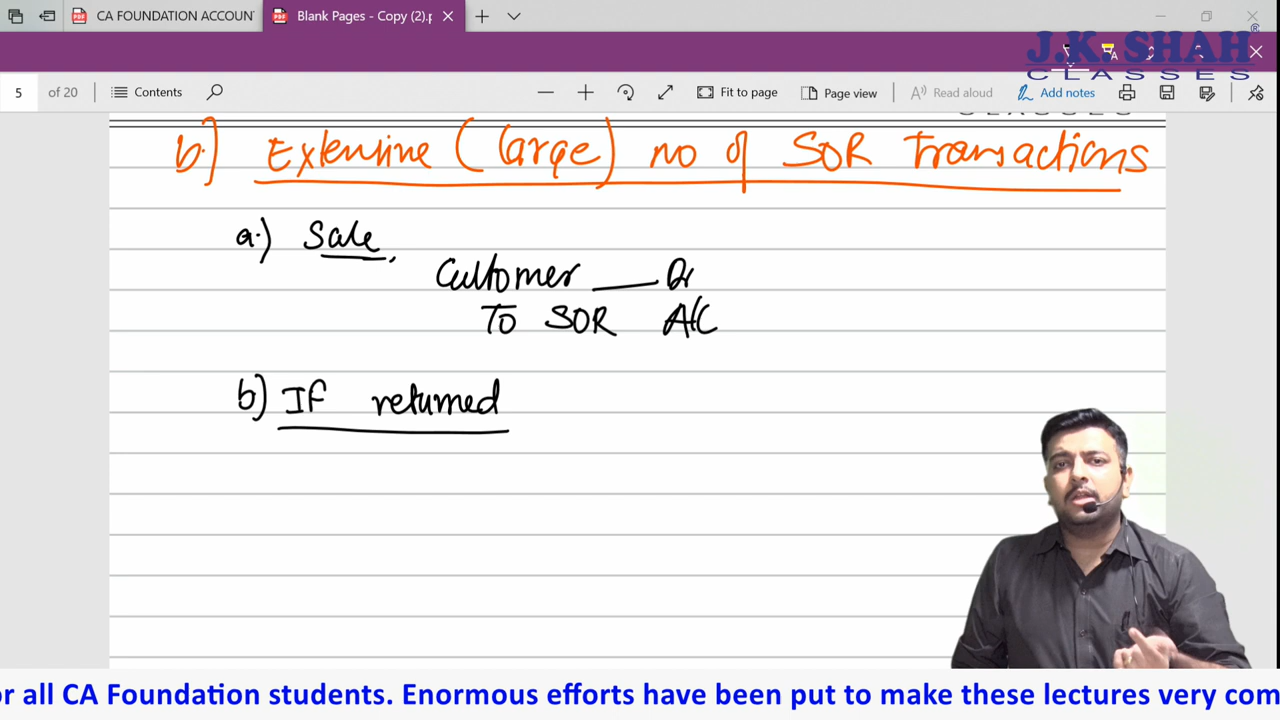 CA FOUNDATION ACCOUN
Blank Pages - Copy (2).p
J.K. SHAH ®
CLASSES
5 of 20
Contents
Fit to page
Page view
Read aloud
Add notes
CLASSES
b.] Extensive (large) no of SOR Transactions
a.) Sale,
Customer ___ Dr
To SOR A/C
b) If returned
or all CA Foundation students. Enormous efforts have been put to make these lectures very com